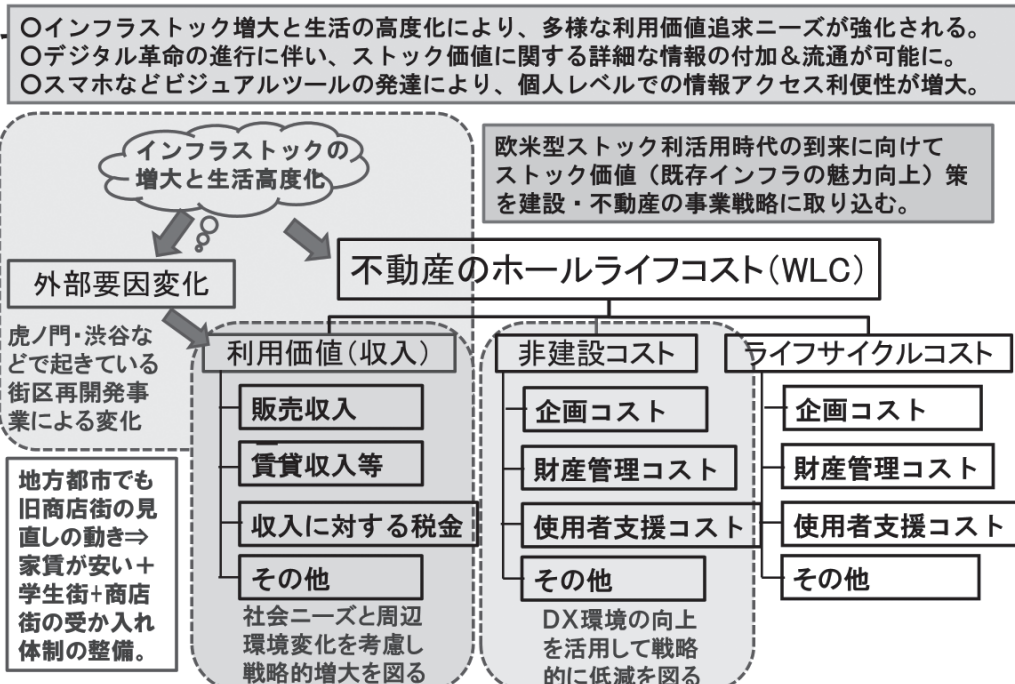 ○インフラストック増大と生活の高度化により、多様な利用価値追求ニーズが強化される。
○デジタル革命の進行に伴い、ストック価値に関する詳細な情報の付加&流通が可能に。
○スマホなどビジュアルツールの発達により、個人レベルでの情報アクセス利便性が増大。
インフラストックの
増大と生活高度化
欧米型ストック利活用時代の到来に向けて
ストック価値(既存インフラの魅力向上)策
を建設・不動産の事業戦略に取り込む。
外部要因変化
不動産のホールライフコスト(WLC)
虎ノ門・渋谷な
どで起きている
街区再開発事
業による変化
利用価値(収入)
販売収入
賃貸収入等
収入に対する税金
その他
社会ニーズと周辺
環境変化を考慮し
戦略的増大を図る
非建設コスト
企画コスト
財産管理コスト
使用者支援コスト
その他
DX環境の向上
を活用して戦略
的に低減を図る
ライフサイクルコスト
企画コスト
財産管理コスト
使用者支援コスト
その他
地方都市でも
旧商店街の見
直しの動き⇒
家賃が安い+
学生街+商店
街の受か入れ
体制の整備。